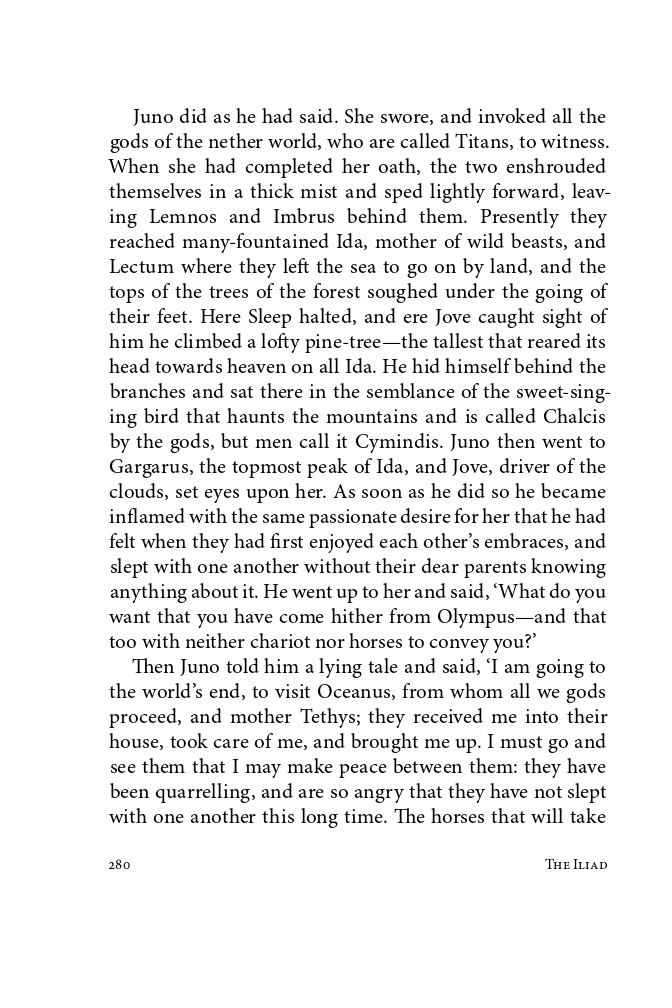 Juno did as he had said. She swore, and invoked all the
gods of the nether world, who are called Titans, to witness.
When she had completed her oath, the two enshrouded
themselves in a thick mist and sped lightly forward, leav-
ing Lemnos and Imbrus behind them. Presently they
reached many-fountained Ida, mother of wild beasts, and
Lectum where they left the sea to go on by land, and the
tops of the trees of the forest soughed under the going of
their feet. Here Sleep halted, and ere Jove caught sight of
him he climbed a lofty pine-tree—the tallest that reared its
head towards heaven on all Ida. He hid himself behind the
branches and sat there in the semblance of the sweet-sing-
ing bird that haunts the mountains and is called Chalcis
by the gods, but men call it Cymindis. Juno then went to
Gargarus, the topmost peak of Ida, and Jove, driver of the
clouds, set eyes upon her. As soon as he did so he became
inflamed with the same passionate desire for her that he had
felt when they had first enjoyed each other’s embraces, and
slept with one another without their dear parents knowing
anything about it. He went up to her and said, ‘What do you
want that you have come hither from Olympus—and that
too with neither chariot nor horses to convey you?’
Then Juno told him a lying tale and said, ‘I am going to
the world’s end, to visit Oceanus, from whom all we gods
proceed, and mother Tethys; they received me into their
house, took care of me, and brought me up. I must go and
see them that I may make peace between them: they have
been quarrelling, and are so angry that they have not slept
with one another this long time. The horses that will take
280 The Iliad